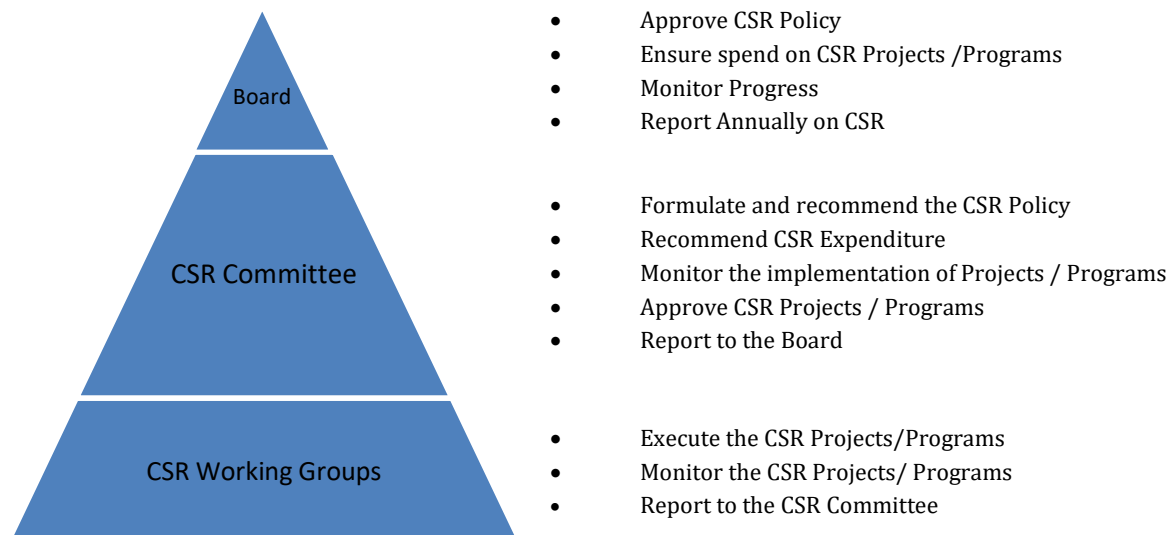 Board
• Approve CSR Policy
• Ensure spend on CSR Projects /Programs
• Monitor Progress
• Report Annually on CSR
CSR Committee
• Formulate and recommend the CSR Policy
• Recommend CSR Expenditure
• Monitor the implementation of Projects / Programs
• Approve CSR Projects / Programs
• Report to the Board
CSR Working Groups
• Execute the CSR Projects/Programs
• Monitor the CSR Projects/ Programs
• Report to the CSR Committee